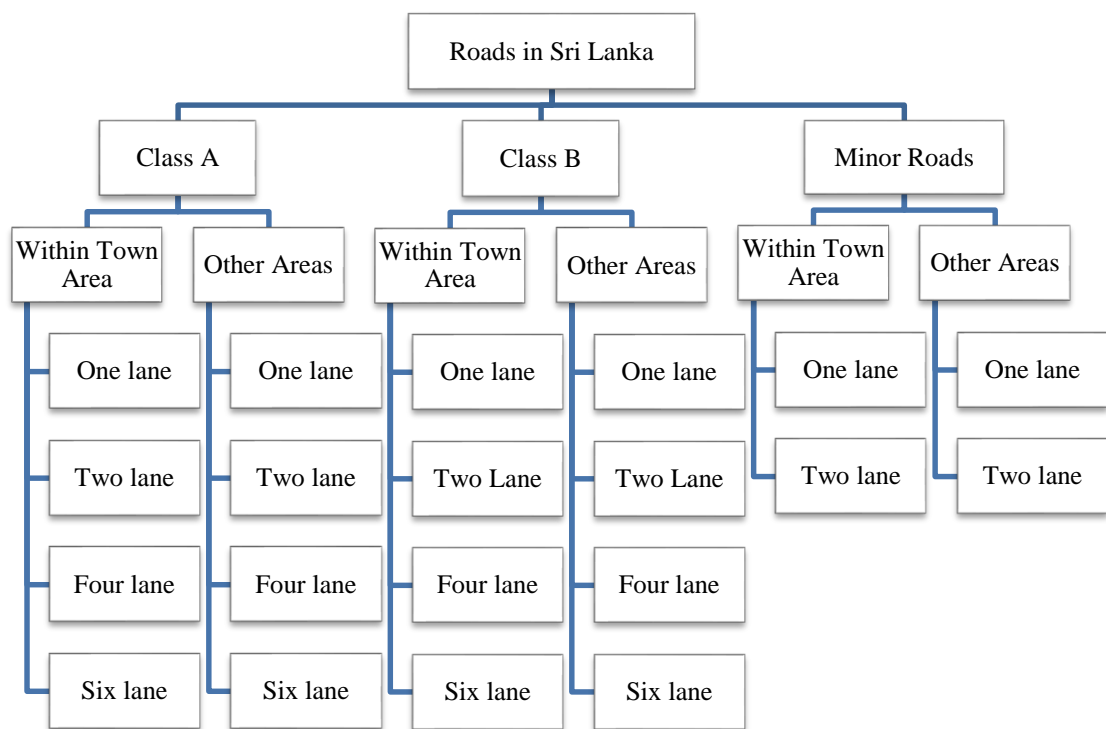 Roads in Sri Lanka
Class A
Class B
Minor Roads
Within Town
Area
Other Areas
Within Town
Area
Other Areas
Within Town
Area
Other Areas
One lane
One lane
One lane
One lane
One lane
One lane
Two lane
Two lane
Two Lane
Two Lane
Two lane
Two lane
Four lane
Four lane
Four lane
Four lane
Six lane
Six lane
Six lane
Six lane